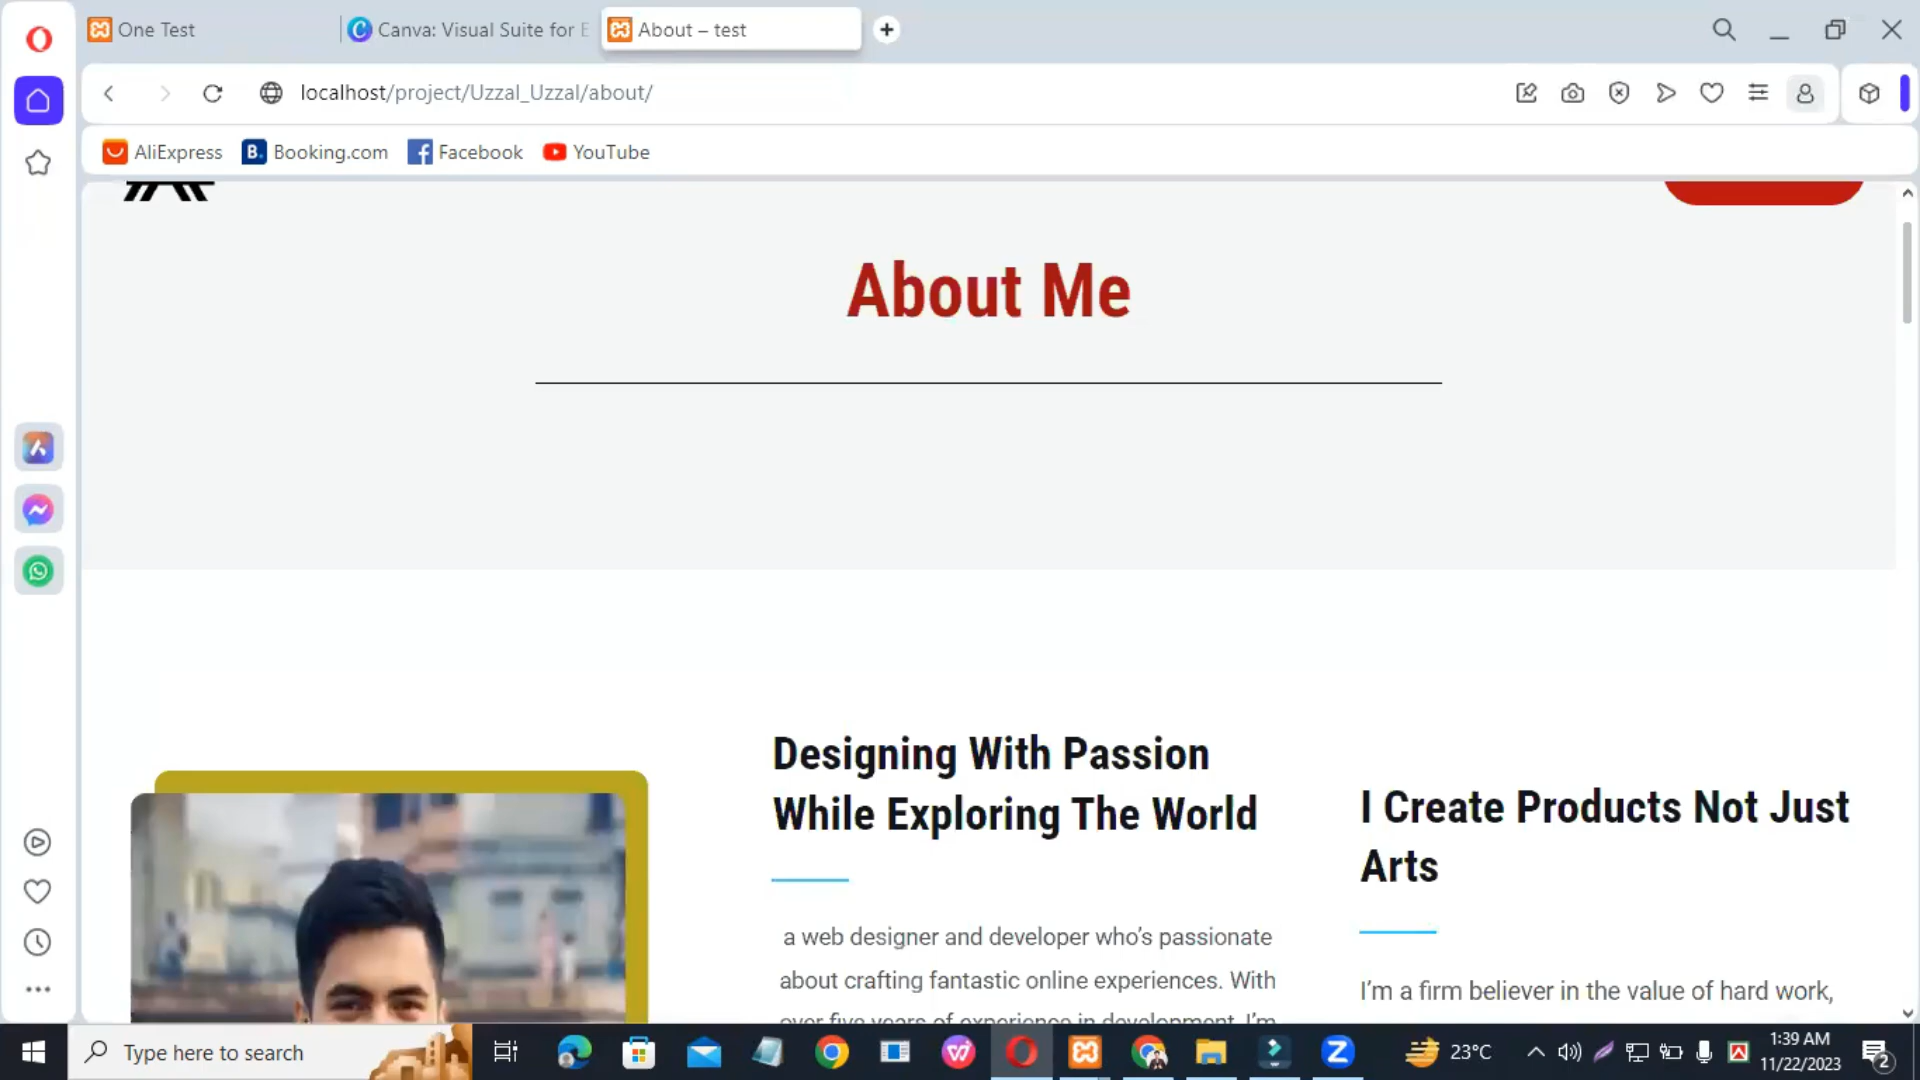 One Test
Canva: Visual Suite for E
About – test
localhost/project/Uzzal_Uzzal/about/
AliExpress
B. Booking.com
Facebook
YouTube
About Me
Designing With Passion
While Exploring The World
a web designer and developer who's passionate
about crafting fantastic online experiences. With
over five years of experience in development, I'm
I Create Products Not Just
Arts
I'm a firm believer in the value of hard work,
Type here to search
23°C
1:39 AM
11/22/2023
2